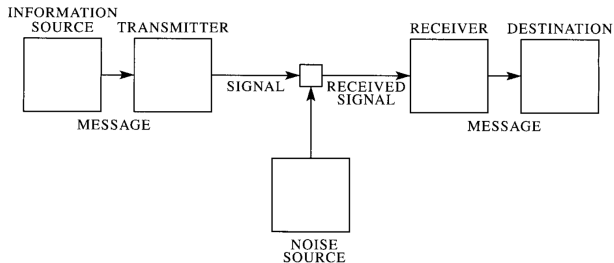 INFORMATION
SOURCE
TRANSMITTER
RECEIVER
DESTINATION
SIGNAL
RECEIVED
SIGNAL
MESSAGE
MESSAGE
NOISE
SOURCE